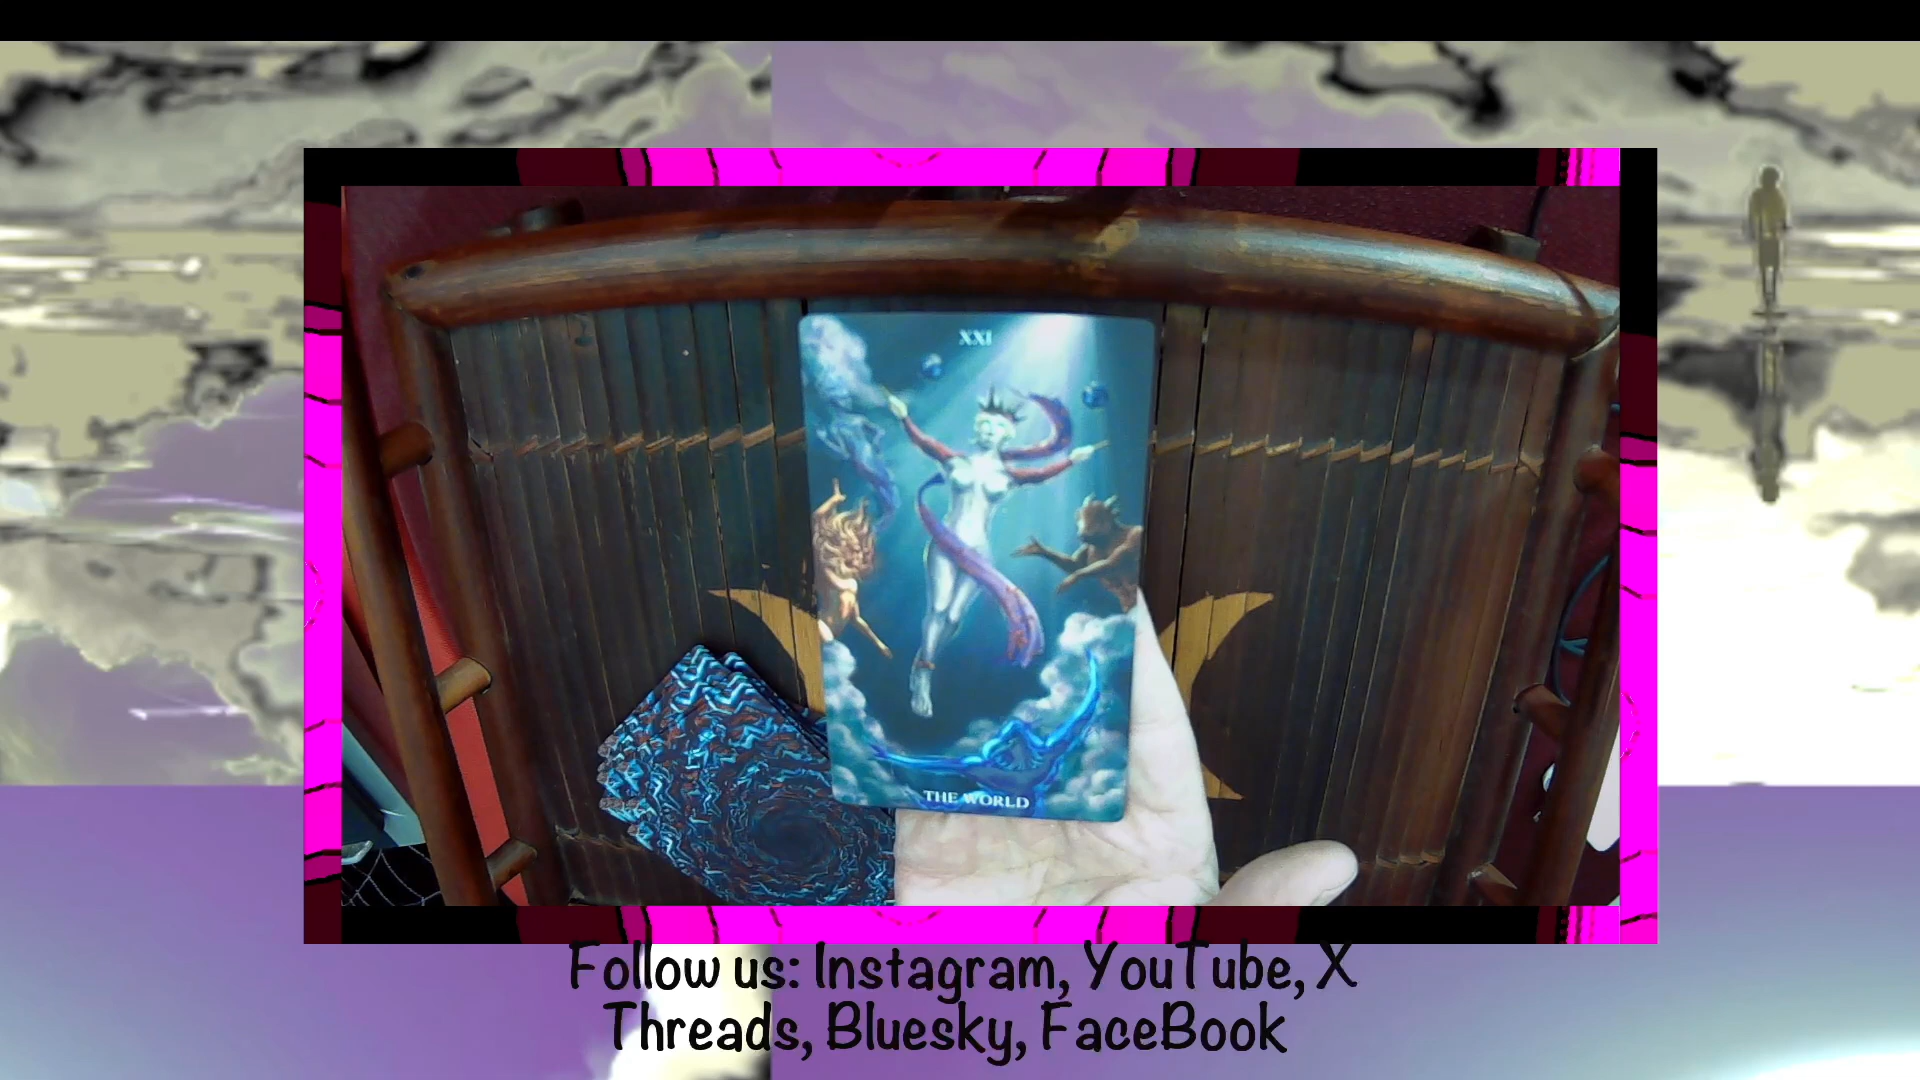 XXI
THE WORLD
Follow us: Instagram, YouTube, X
Threads, Bluesky, FaceBook